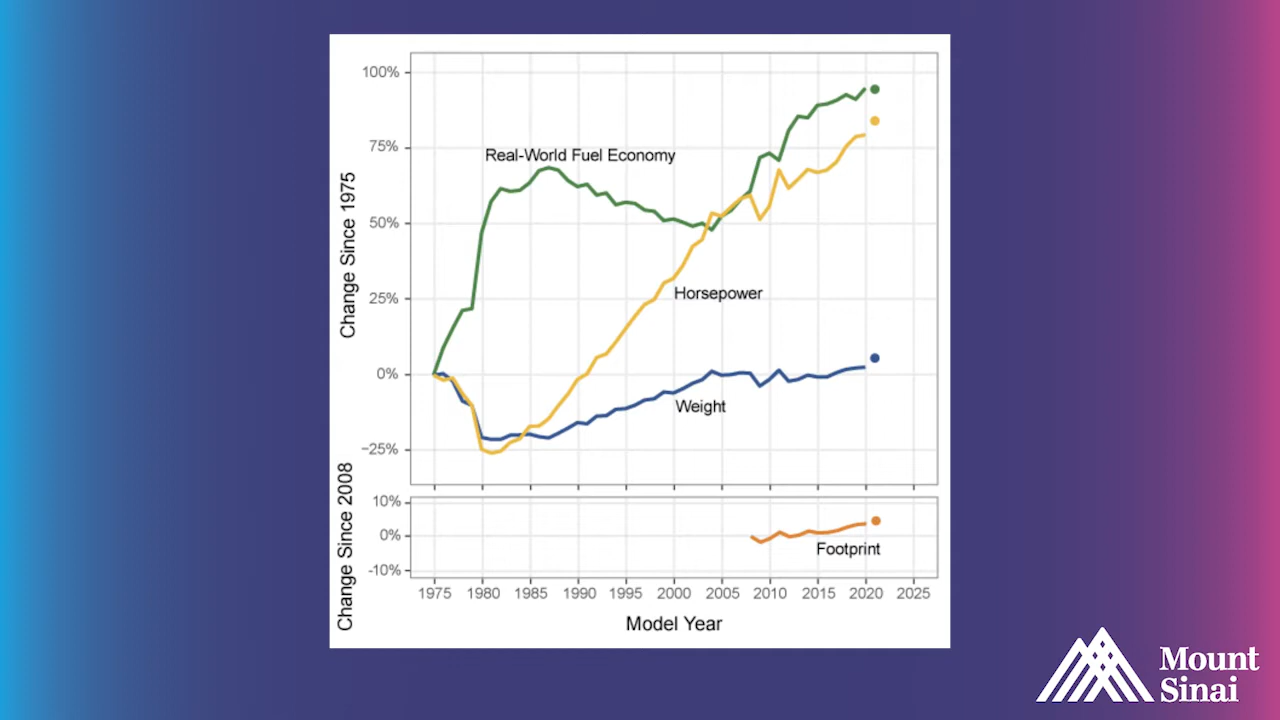 100%
75%
50%
25%
0%
−25%
Change Since 1975
Real-World Fuel Economy
Horsepower
Weight
10%
0%
-10%
Change Since 2008
Footprint
1975 1980 1985 1990 1995 2000 2005 2010 2015 2020 2025
Model Year
Mount
Sinai